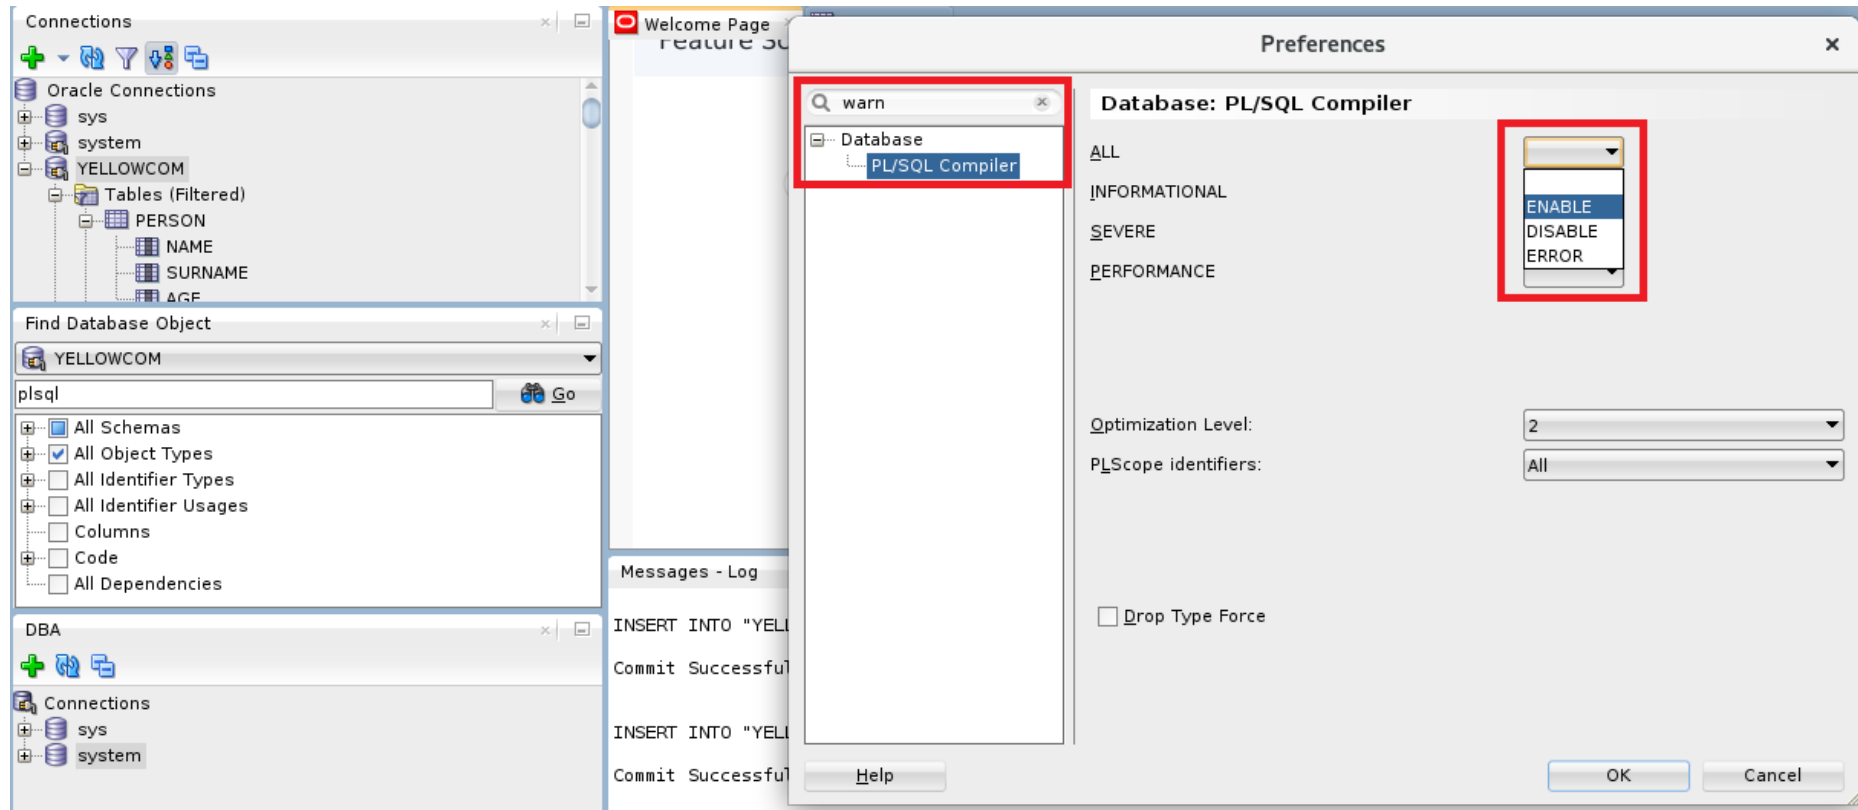 Connections
Oracle Connections
sys
system
YELLOWCOM
Tables (Filtered)
PERSON
NAME
SURNAME
AGE
Find Database Object
YELLOWCOM
plsql
Go
All Schemas
All Object Types
All Identifier Types
All Identifier Usages
Columns
Code
All Dependencies
DBA
Connections
sys
system
Welcome Page
Feature
Messages - Log
INSERT INTO "YELL
Commit Successful
INSERT INTO "YELL
Commit Successful
Preferences
warn
Database
PL/SQL Compiler
Database: PL/SQL Compiler
ALL
INFORMATIONAL
SEVERE
PERFORMANCE
ENABLE
DISABLE
ERROR
Optimization Level:
2
PLScope identifiers:
All
Drop Type Force
Help
OK
Cancel